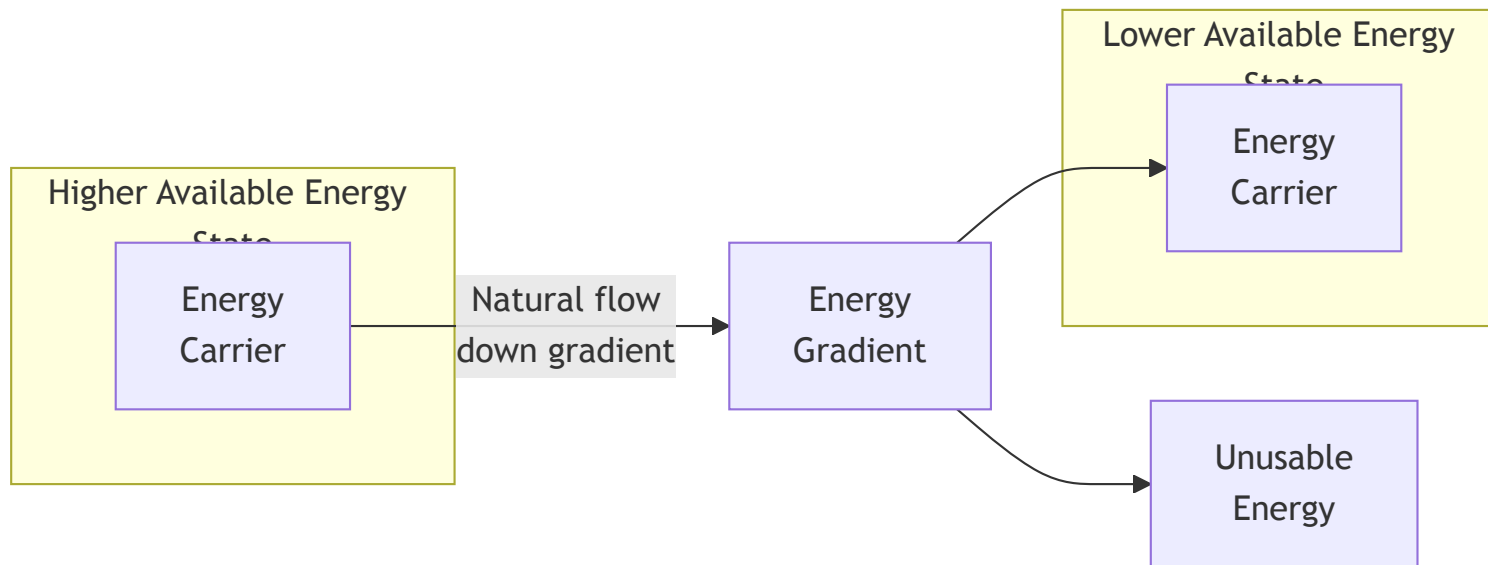 Higher Available Energy
Energy
Carrier
Natural flow
down gradient
Energy
Gradient
Lower Available Energy
Energy
Carrier
Unusable
Energy